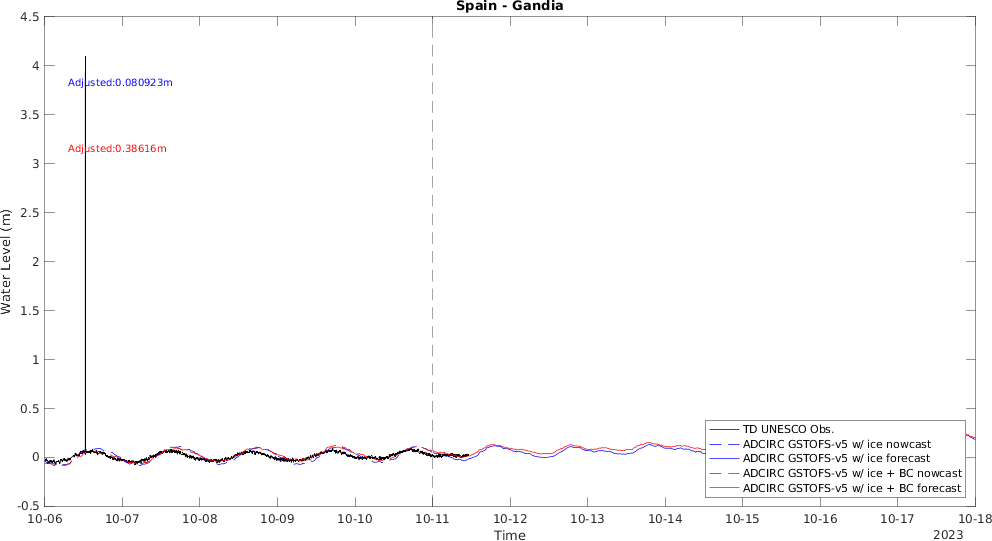 Spain - Gandia
4.5
4
3.5
3
2.5
2
1.5
1
0.5
0
-0.5
Water Level (m)
Adjusted:0.080923m
Adjusted:0.38616m
TD UNESCO Obs.
ADCIRC GSTOFS-v5 w/ ice nowcast
ADCIRC GSTOFS-v5 w/ ice forecast
ADCIRC GSTOFS-v5 w/ice + BC nowcast
ADCIRC GSTOFS-v5 w/ice + BC forecast
10-06 10-07 10-08 10-09 10-10 10-11 10-12 10-13 10-14 10-15 10-16 10-17 10-18
Time
2023